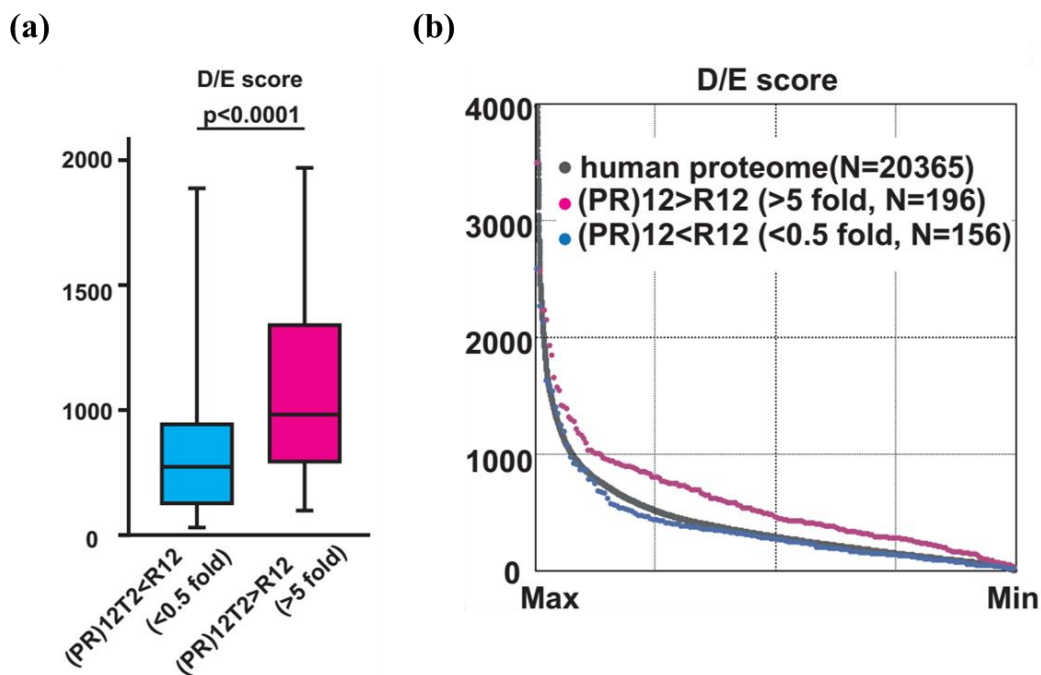 (a)
D/E score
p<0.0001
2000
1500
1000
0
(PR)12T2<R12
(<0.5 fold)
(PR)12T2>R12
(>5 fold)
(b)
D/E score
4000
3000
2000
1000
0
human proteome(N=20365)
(PR)12>R12 (>5 fold, N=196)
(PR)12<R12 (<0.5 fold, N=156)
Max
Min